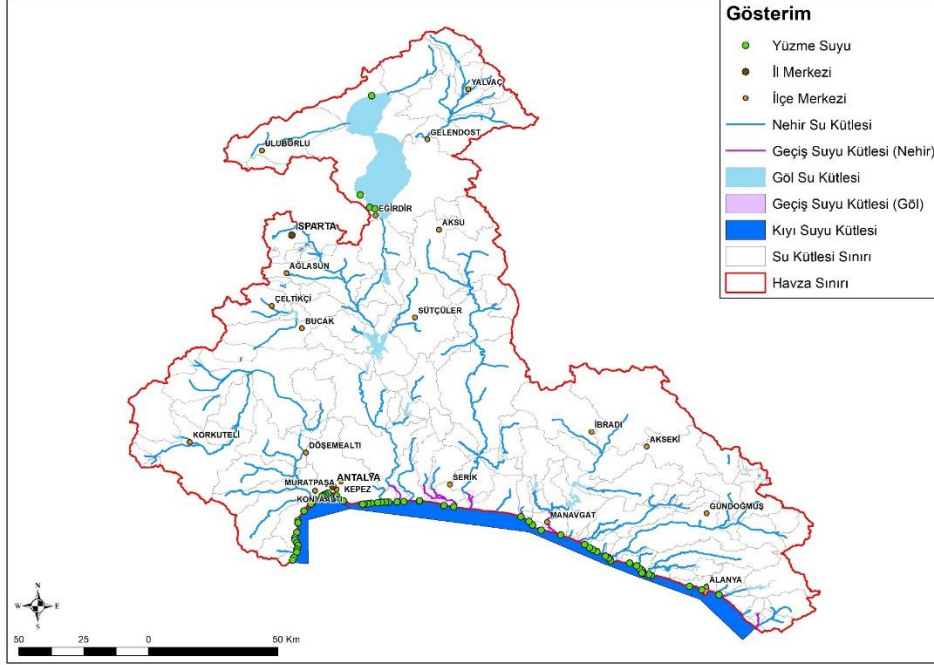 Gösterim
Yüzme Suyu
İl Merkezi
İlçe Merkezi
Nehir Su Kütlesi
Geçiş Suyu Kütlesi (Nehir)
Göl Su Kütlesi
Geçiş Suyu Kütlesi (Göl)
Kıyı Suyu Kütlesi
Su Kütlesi Sınırı
Havza Sınırı
YALVAÇ
GELENDOST
ULUBORLU
EĞİRDİR
AKSU
ISPARTA
AĞLASUN
ÇELTİKÇİ
BUCAK
SÜTÇÜLER
KORKUTELİ
DÖŞEMEALTI
İBRADI
AKSEKİ
ANTALYA
MURATPAŞA
KEPEZ
SERİK
MANAVGAT
GÜNDOĞMUŞ
ALANYA
N
W
E
S
50 25 0 50 Km